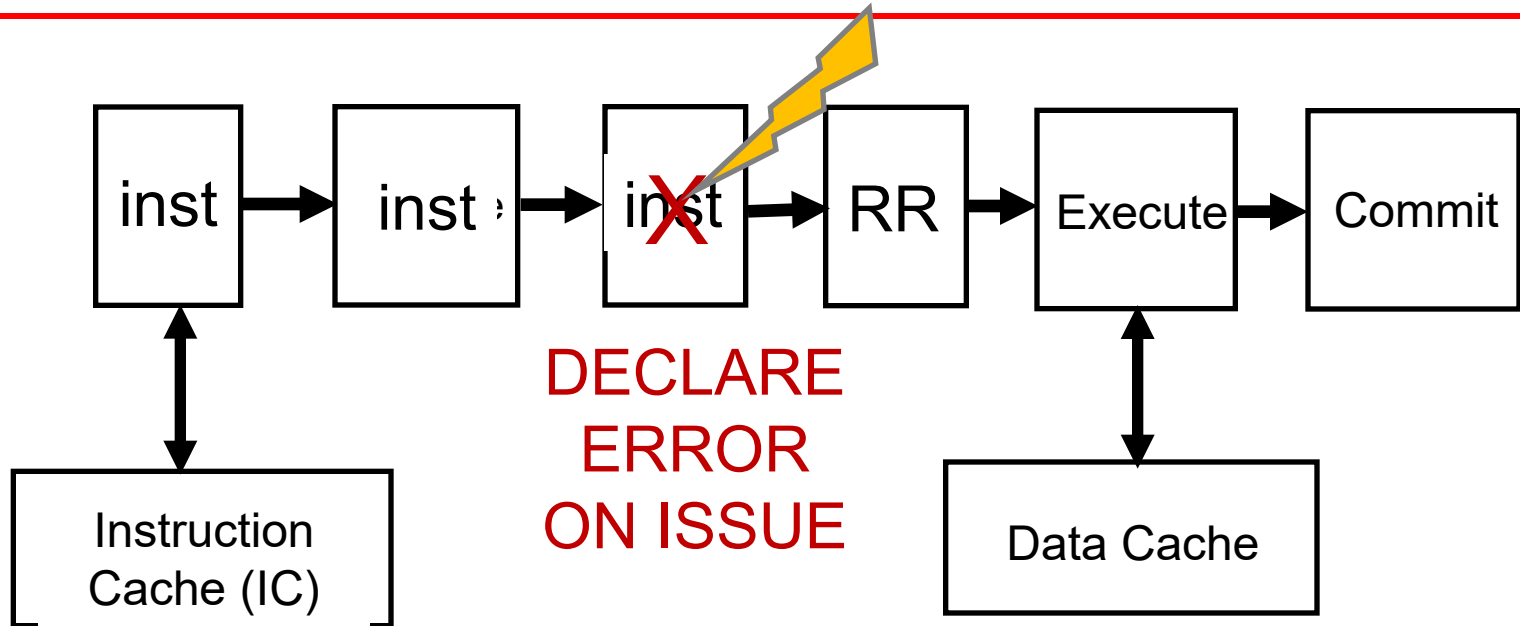 inst
inst e
inst
X
RR
Execute
Commit
DECLARE
ERROR
ON ISSUE
Instruction
Cache (IC)
Data Cache